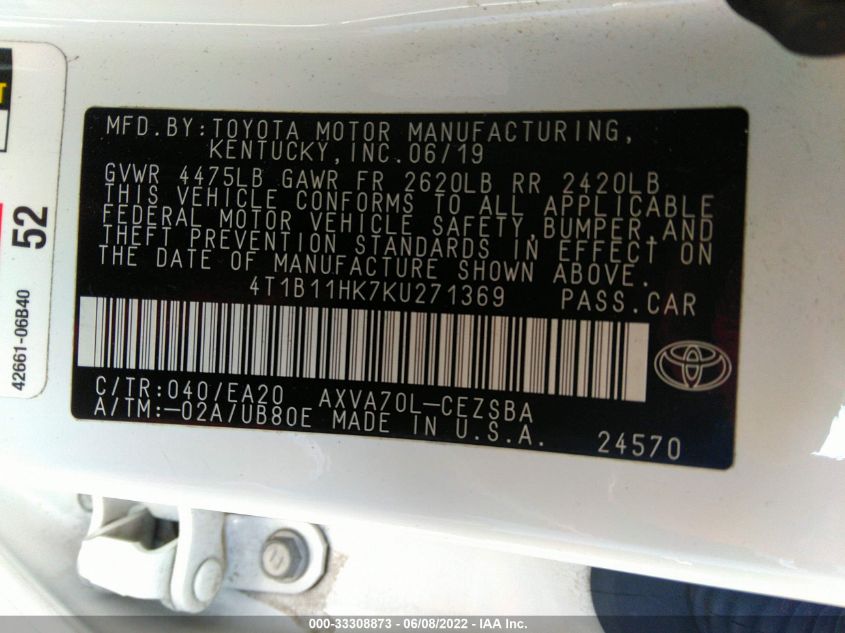 MFD.BY:TOYOTA MOTOR MANUFACTURING,
KENTUCKY,INC.06/19
GVWR 4475LB GAWR FR 2620LB RR 2420LB
THIS VEHICLE CONFORMS TO ALL APPLICABLE
FEDERAL MOTOR VEHICLE SAFETY,BUMPER,AND
THEFT PREVENTION STANDARDS IN EFFECT ON
THE DATE OF MANUFACTURE SHOWN ABOVE.
4T1B11HK7KU271369 PASS.CAR
C/TR:040/EA20 AXVA70L-CEZSBA
A/TM:-02A/UB80E MADE IN U.S.A. 24570
52
42661-06B40
000-33308873 - 06/08/2022 - IAA Inc.